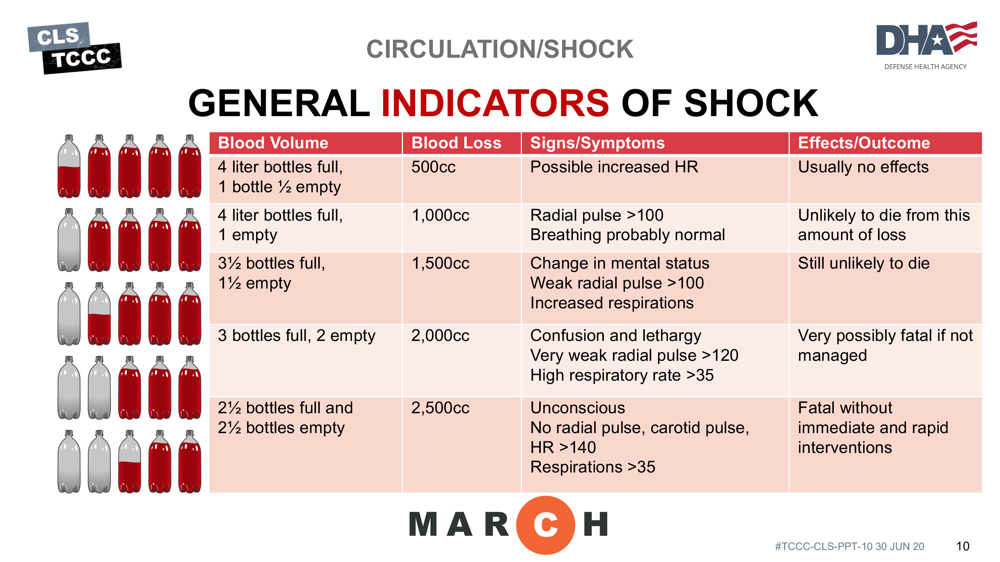 CLS
TCCC
CIRCULATION/SHOCK
DHA
DEFENSE HEALTH AGENCY
GENERAL INDICATORS OF SHOCK
Blood Volume
Blood Loss
Signs/Symptoms
Effects/Outcome
4 liter bottles full,
1 bottle ½ empty
500cc
Possible increased HR
Usually no effects
4 liter bottles full,
1 empty
1,000cc
Radial pulse >100
Breathing probably normal
Unlikely to die from this
amount of loss
3½ bottles full,
1½ empty
1,500cc
Change in mental status
Weak radial pulse >100
Increased respirations
Still unlikely to die
3 bottles full, 2 empty
2,000cc
Confusion and lethargy
Very weak radial pulse >120
High respiratory rate >35
Very possibly fatal if not
managed
2½ bottles full and
2½ bottles empty
2,500cc
Unconscious
No radial pulse, carotid pulse,
HR >140
Respirations >35
Fatal without
immediate and rapid
interventions
M A R C H
#TCCC-CLS-PPT-10 30 JUN 20
10